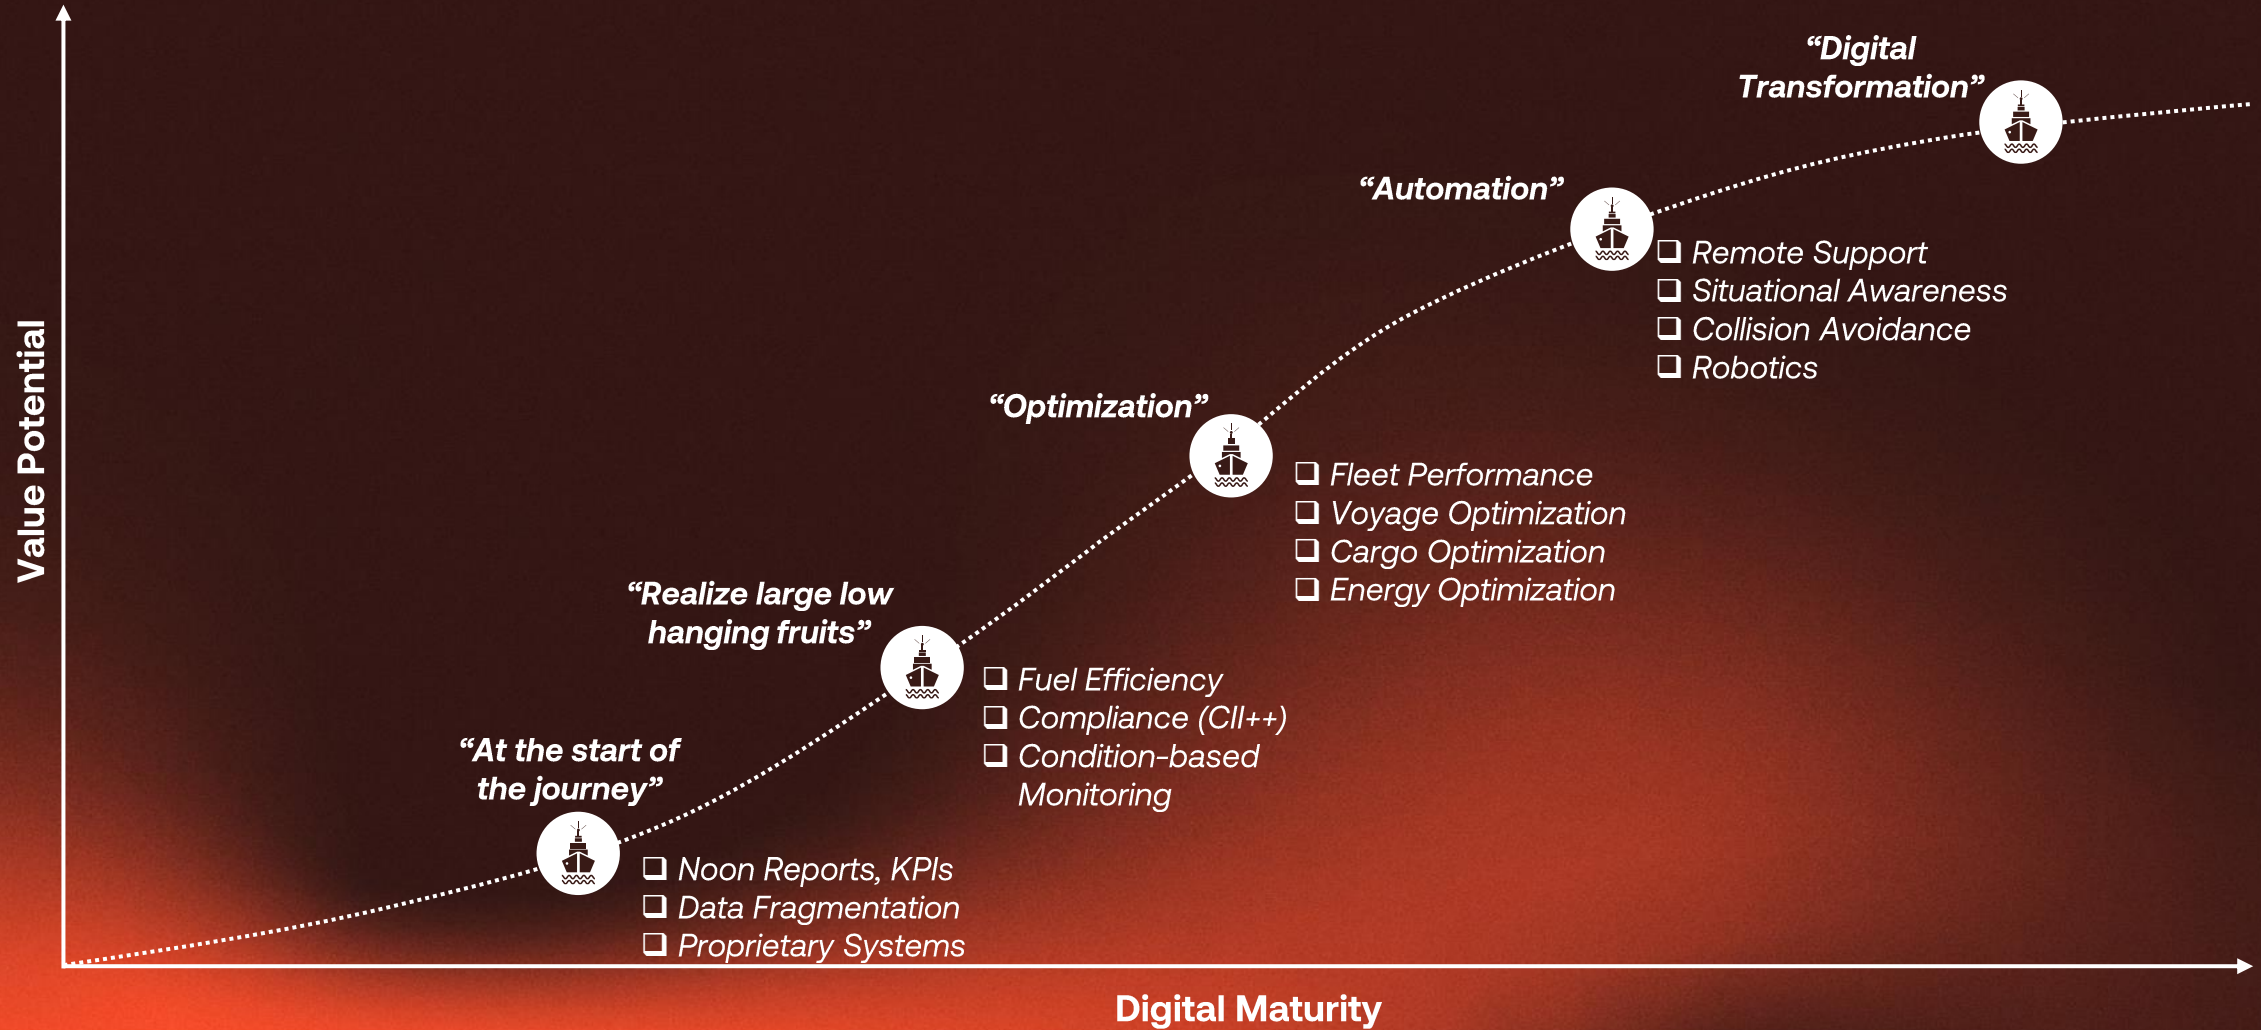 “Digital
Transformation”
“Automation”
❑ Remote Support
❑ Situational Awareness
❑ Collision Avoidance
❑ Robotics
“Optimization”
❑ Fleet Performance
❑ Voyage Optimization
❑ Cargo Optimization
❑ Energy Optimization
“Realize large low
hanging fruits”
❑ Fuel Efficiency
❑ Compliance (CII++)
❑ Condition-based
Monitoring
“At the start of
the journey”
❑ Noon Reports, KPIs
❑ Data Fragmentation
❑ Proprietary Systems
Value Potential
Digital Maturity